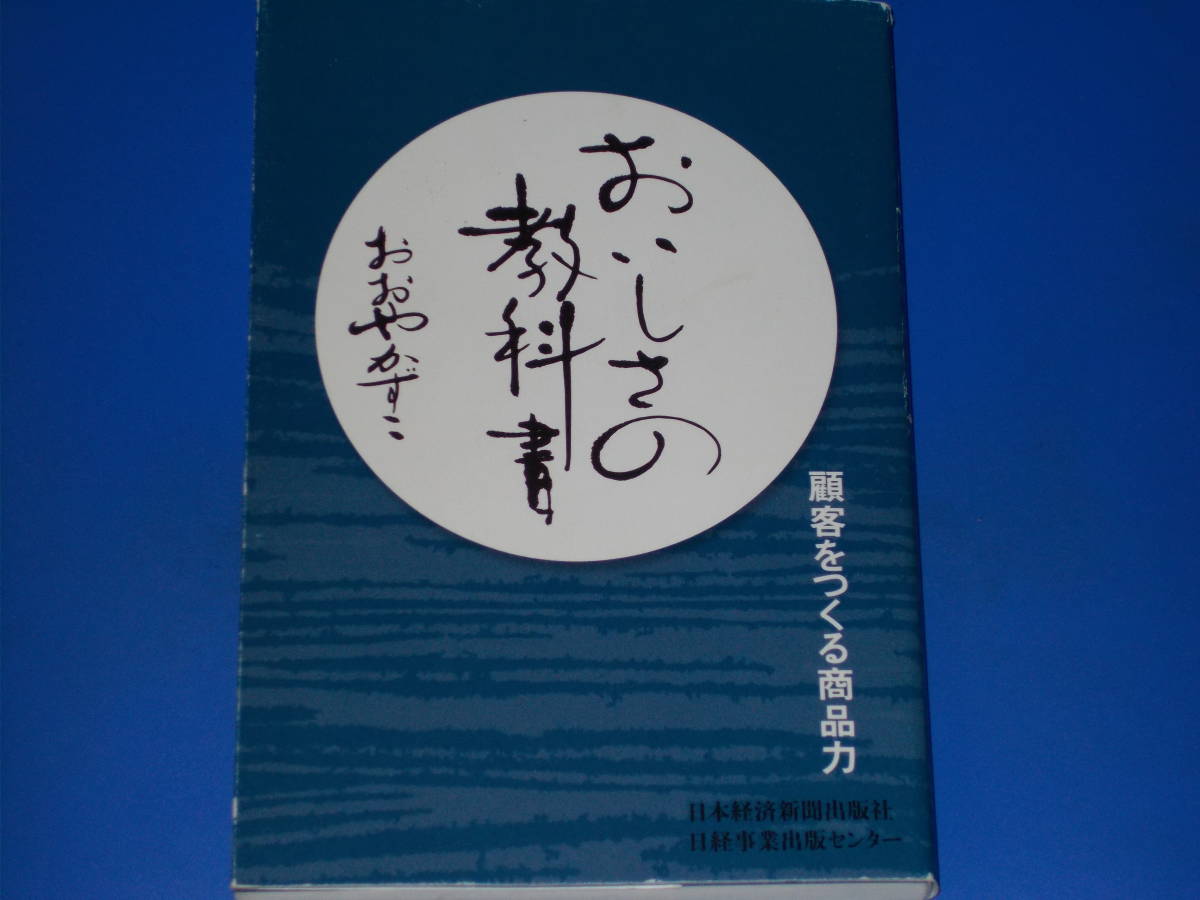 おいしさの
教科書
おおやかずこ
顧客をつくる商品力
日本経済新聞出版社
日経事業出版センター